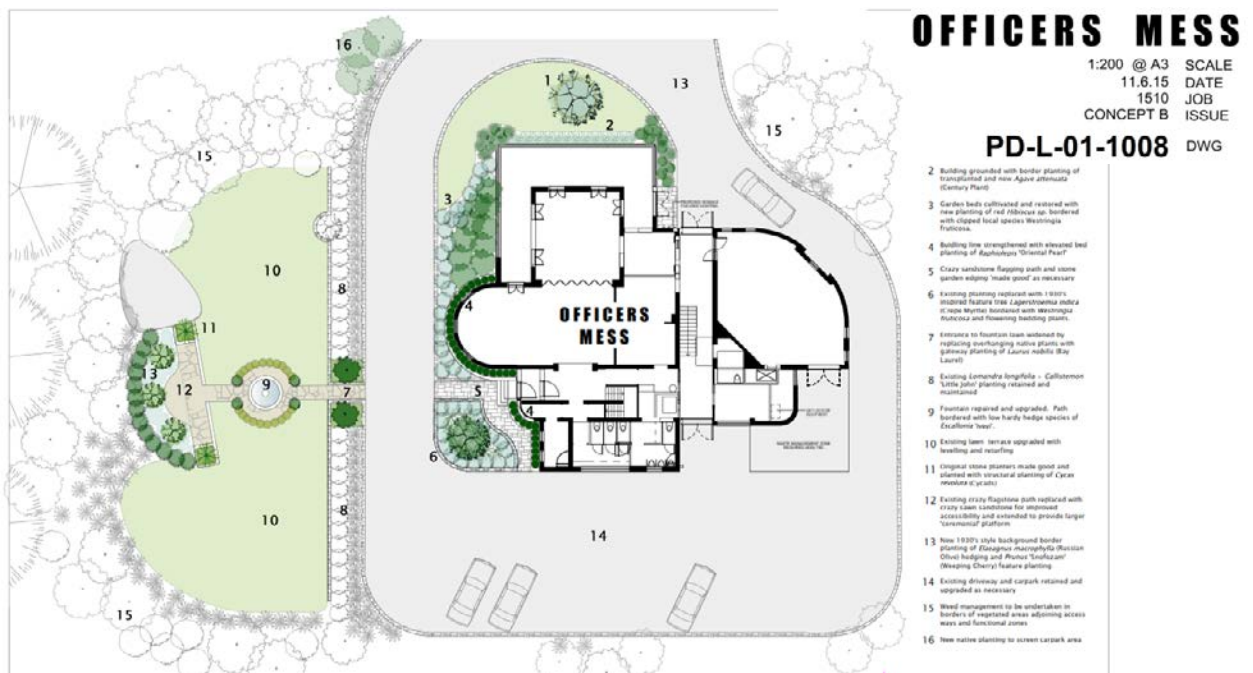 OFFICERS MESS
1:200 @ A3 SCALE
11.6.15 DATE
1510 JOB
CONCEPT B ISSUE
PD-L-01-1008 DWG
2 Building grounded with border planting of
transplanted and new Agave attenuata
(Century Plant)
3 Garden beds cultivated and restored with
new planting of red Hibiscus sp. bordered
with clipped local species Westringia
fruticosa.
4 Building line strengthened with elevated bed
planting of Raphiolepis "Oriental Pearl"
5 Crazy sandstone flagging path and stone
garden edging 'made good' as necessary
6 Existing planting replaced with 1930's
inspired feature tree Lagerstroemia indica
(Crepe Myrtle) bordered with Westringia
fruticosa and flowering bedding plants.
7 Entrance to fountain lawn widened by
replacing overhanging native plants with
gateway planting of Laurus nobilis (Bay
Laurel)
8 Existing Lomandra longifolia - Callistemon
'Little John' planting retained and
maintained
9 Fountain repaired and upgraded. Path
bordered with low hardy hedge species of
Escallonia 'Iveyi'.
10 Existing lawn terrace upgraded with
levelling and returfing
11 Original stone planters made good and
planted with structural planting of Cycas
revoluta (Cycads)
12 Existing crazy flagstone path replaced with
crazy sawn sandstone for improved
accessibility and extended to provide larger
'ceremonial' platform
13 New 1930's style background border
planting of Elaeagnus macrophylla (Russian
Olive) hedging and Prunus "Snofozam"
(Weeping Cherry) feature planting
14 Existing driveway and carpark retained and
upgraded as necessary
15 Weed management to be undertaken in
borders of vegetated areas adjoining access
ways and functional zones
16 New native planting to screen carpark area
16
1
13
2
15
15
3
10
8
4
11
OFFICERS
MESS
13
12
9
7
5
4
6
10
8
14
15